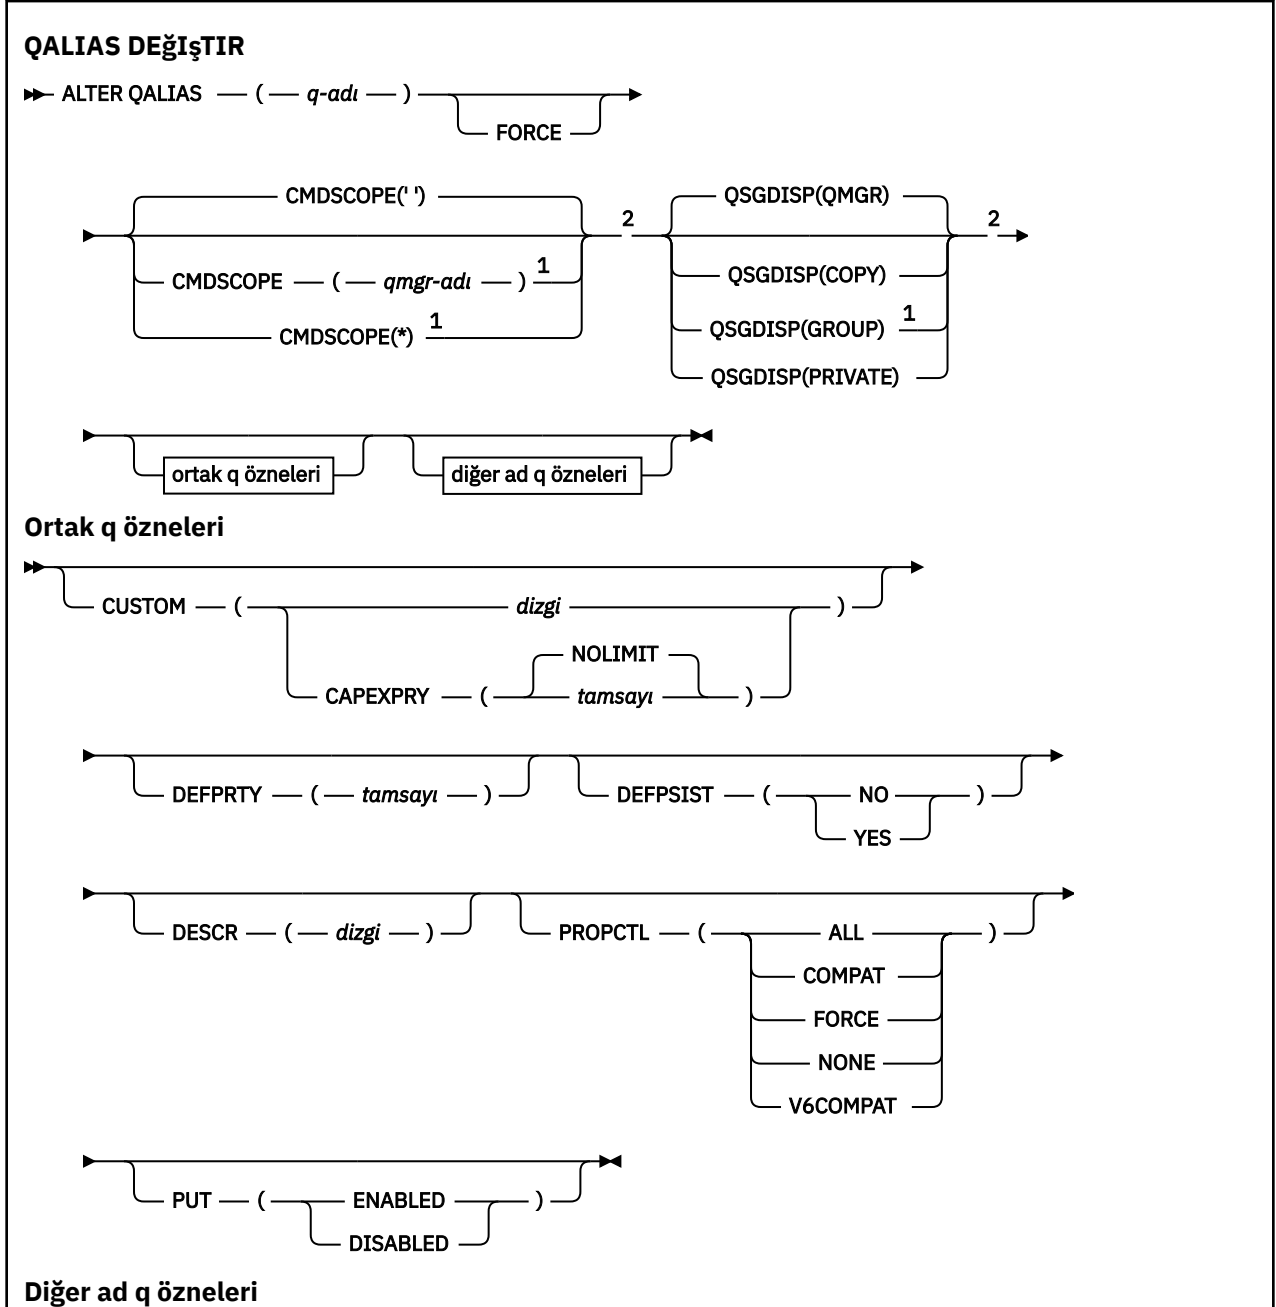 QALIAS DEğIşTIR
ALTER QALIAS ( q-adı )
FORCE
CMDSCOPE(' ')
CMDSCOPE ( qmgr-adı ) 1
CMDSCOPE(*) 1
2
QSGDISP(QMGR)
QSGDISP(COPY)
QSGDISP(GROUP) 1
QSGDISP(PRIVATE)
2
ortak q özneleri
diğer ad q özneleri
Ortak q özneleri
CUSTOM ( dizgi )
CAPEXPRY ( NOLIMIT
tamsayı )
DEFPRTY ( tamsayı )
DEFPSIST ( NO )
YES
DESCR ( dizgi )
PROPCTL ( ALL )
COMPAT
FORCE
NONE
V6COMPAT
PUT ( ENABLED )
DISABLED
Diğer ad q özneleri